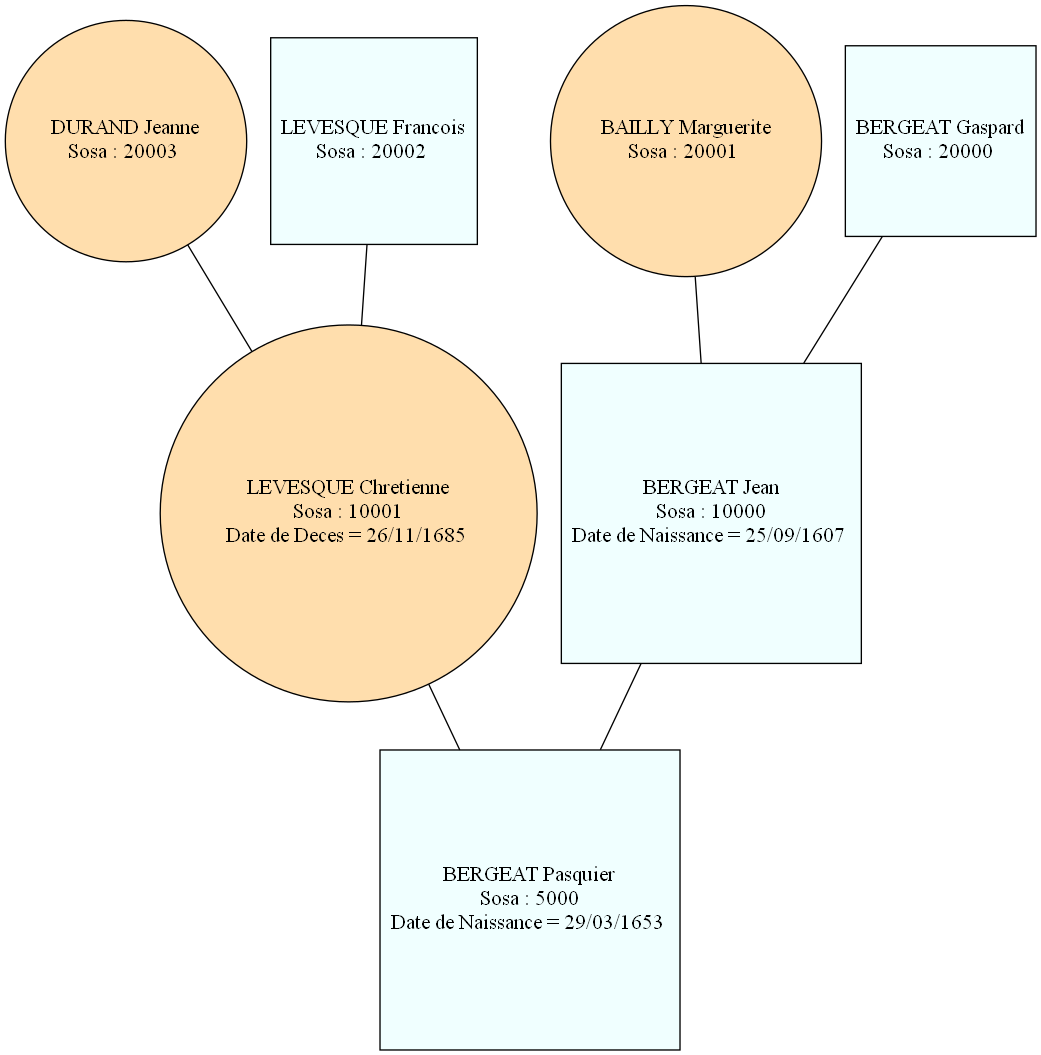 DURAND Jeanne
Sosa : 20003
LEVESQUE Francois
Sosa : 20002
BAILLY Marguerite
Sosa : 20001
BERGEAT Gaspard
Sosa : 20000
LEVESQUE Chretienne
Sosa : 10001
Date de Deces = 26/11/1685
BERGEAT Jean
Sosa : 10000
Date de Naissance = 25/09/1607
BERGEAT Pasquier
Sosa : 5000
Date de Naissance = 29/03/1653